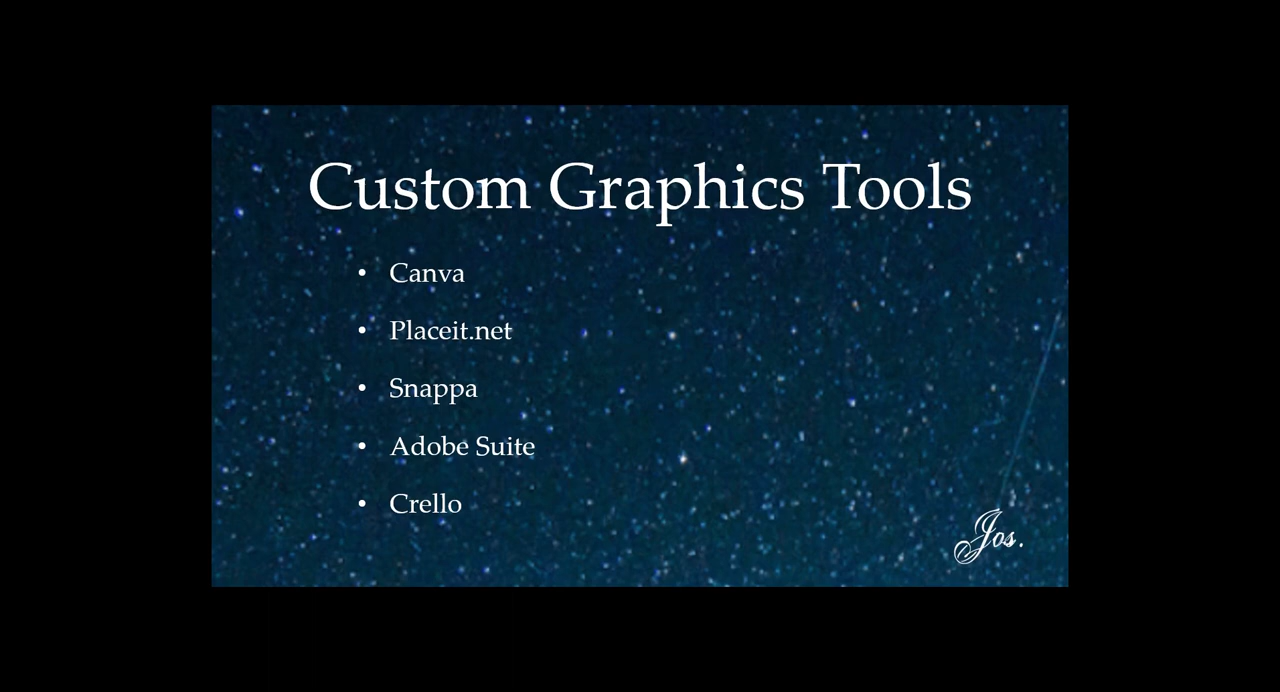 Custom Graphics Tools
• Canva
• Placeit.net
• Snappa
• Adobe Suite
• Crello
Jos.